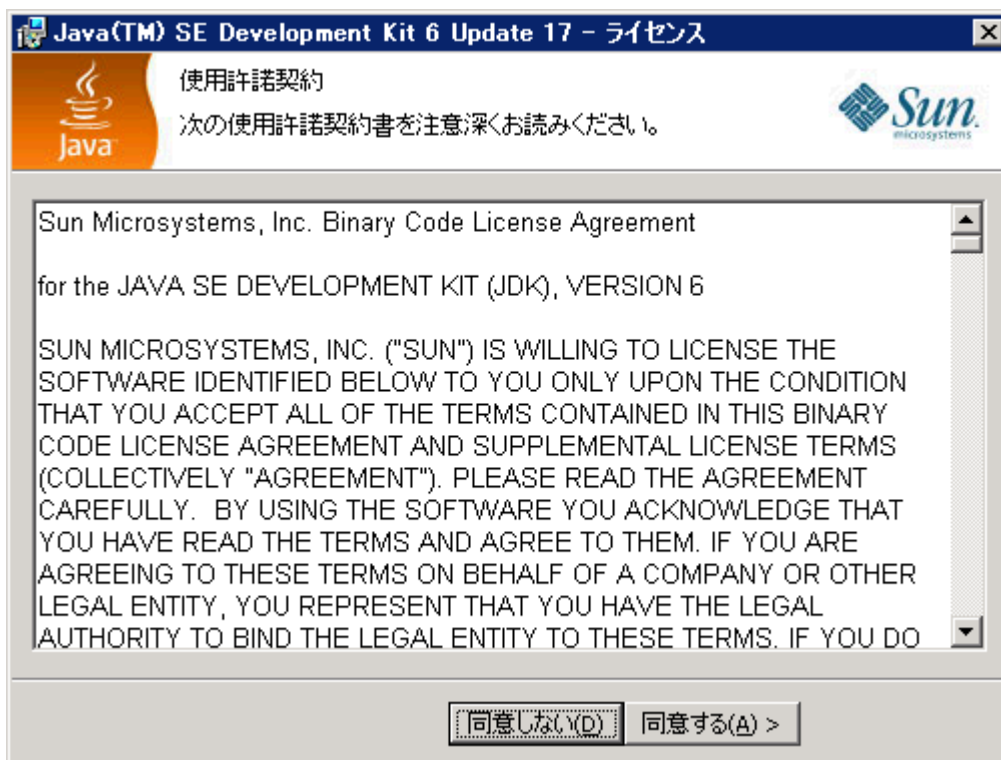 Java(TM) SE Development Kit 6 Update 17 - ライセンス
Java
使用許諾契約
次の使用許諾契約書を注意深くお読みください。
Sun
microsystems
Sun Microsystems, Inc. Binary Code License Agreement
for the JAVA SE DEVELOPMENT KIT (JDK), VERSION 6
SUN MICROSYSTEMS, INC. ("SUN") IS WILLING TO LICENSE THE
SOFTWARE IDENTIFIED BELOW TO YOU ONLY UPON THE CONDITION
THAT YOU ACCEPT ALL OF THE TERMS CONTAINED IN THIS BINARY
CODE LICENSE AGREEMENT AND SUPPLEMENTAL LICENSE TERMS
(COLLECTIVELY "AGREEMENT"). PLEASE READ THE AGREEMENT
CAREFULLY.  BY USING THE SOFTWARE YOU ACKNOWLEDGE THAT
YOU HAVE READ THE TERMS AND AGREE TO THEM. IF YOU ARE
AGREEING TO THESE TERMS ON BEHALF OF A COMPANY OR OTHER
LEGAL ENTITY, YOU REPRESENT THAT YOU HAVE THE LEGAL
AUTHORITY TO BIND THE LEGAL ENTITY TO THESE TERMS. IF YOU DO
同意しない(D) 同意する(A) >